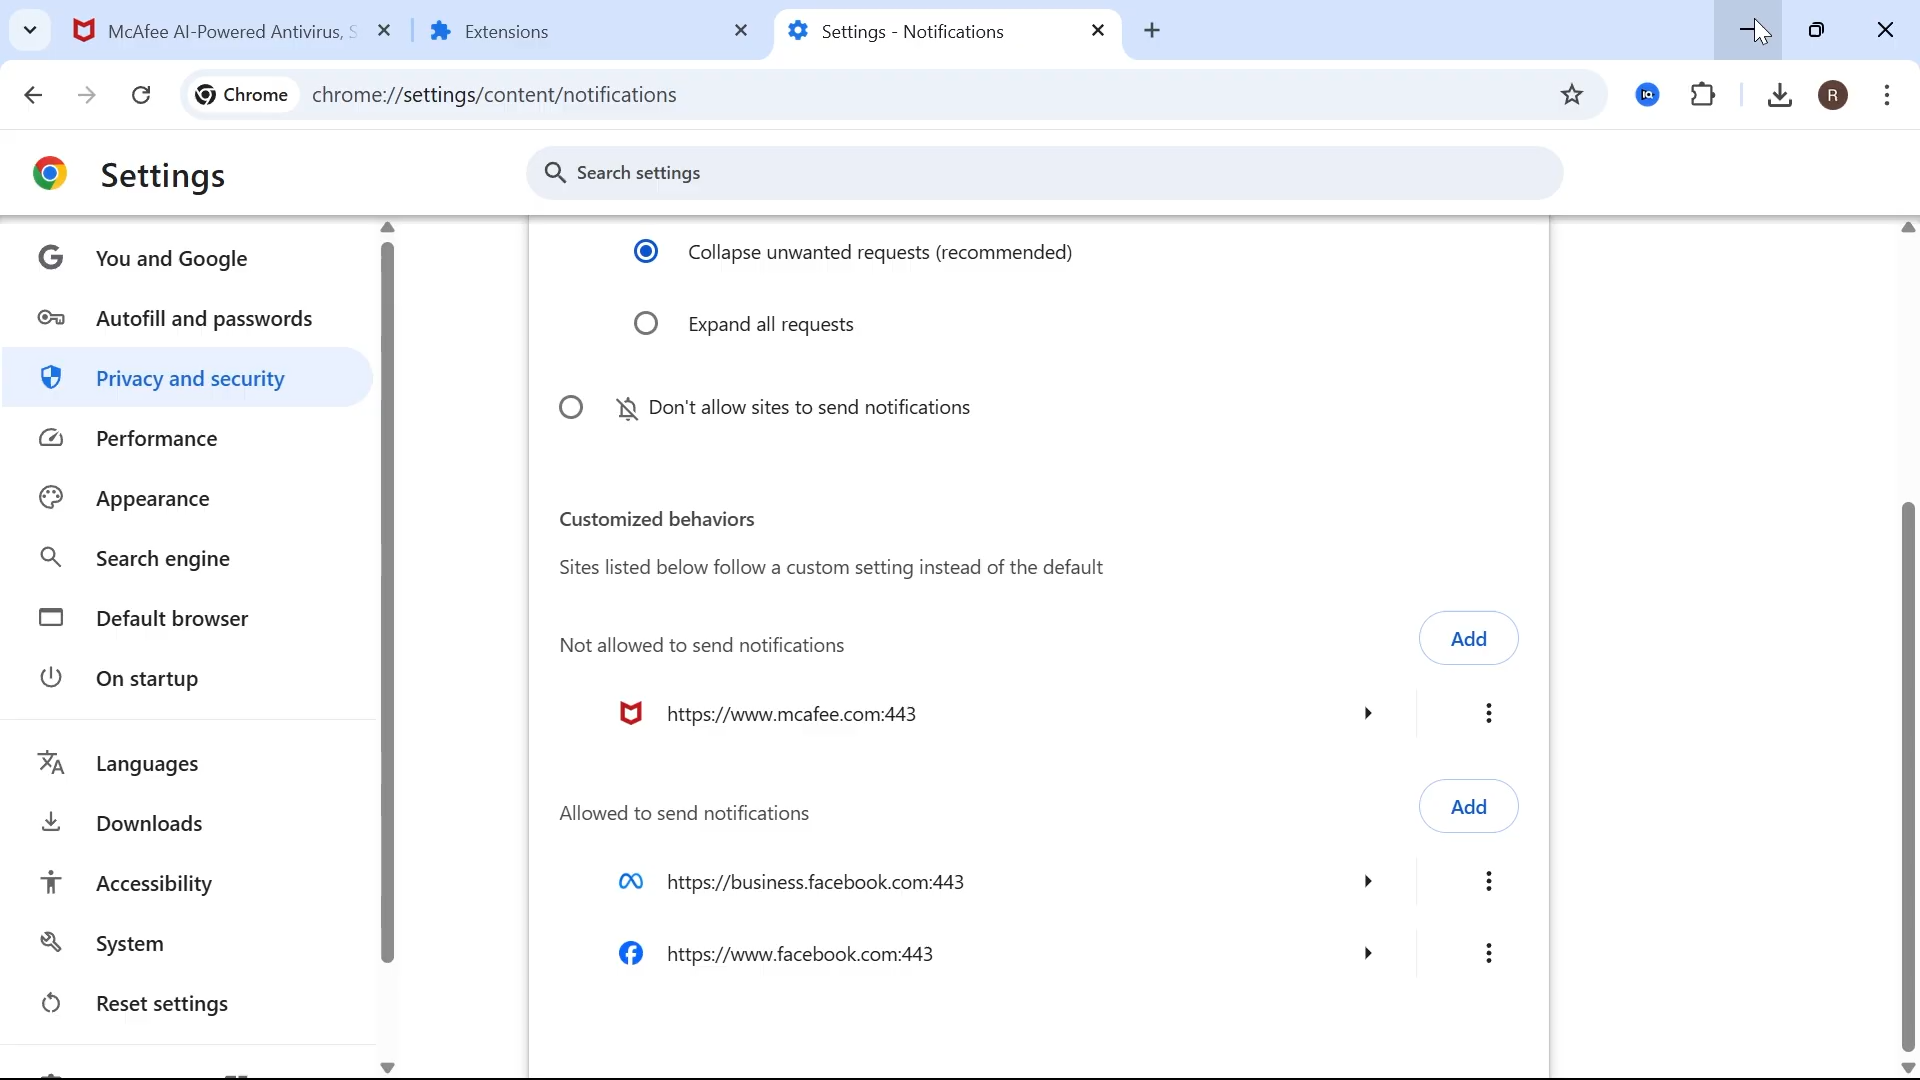 McAfee AI-Powered Antivirus, S
Extensions
Settings - Notifications
Chrome
chrome://settings/content/notifications
R
Settings
Search settings
You and Google
Autofill and passwords
Privacy and security
Performance
Appearance
Search engine
Default browser
On startup
Languages
Downloads
Accessibility
System
Reset settings
Collapse unwanted requests (recommended)
Expand all requests
Don't allow sites to send notifications
Customized behaviors
Sites listed below follow a custom setting instead of the default
Not allowed to send notifications
Add
https://www.mcafee.com:443
Allowed to send notifications
Add
https://business.facebook.com:443
https://www.facebook.com:443